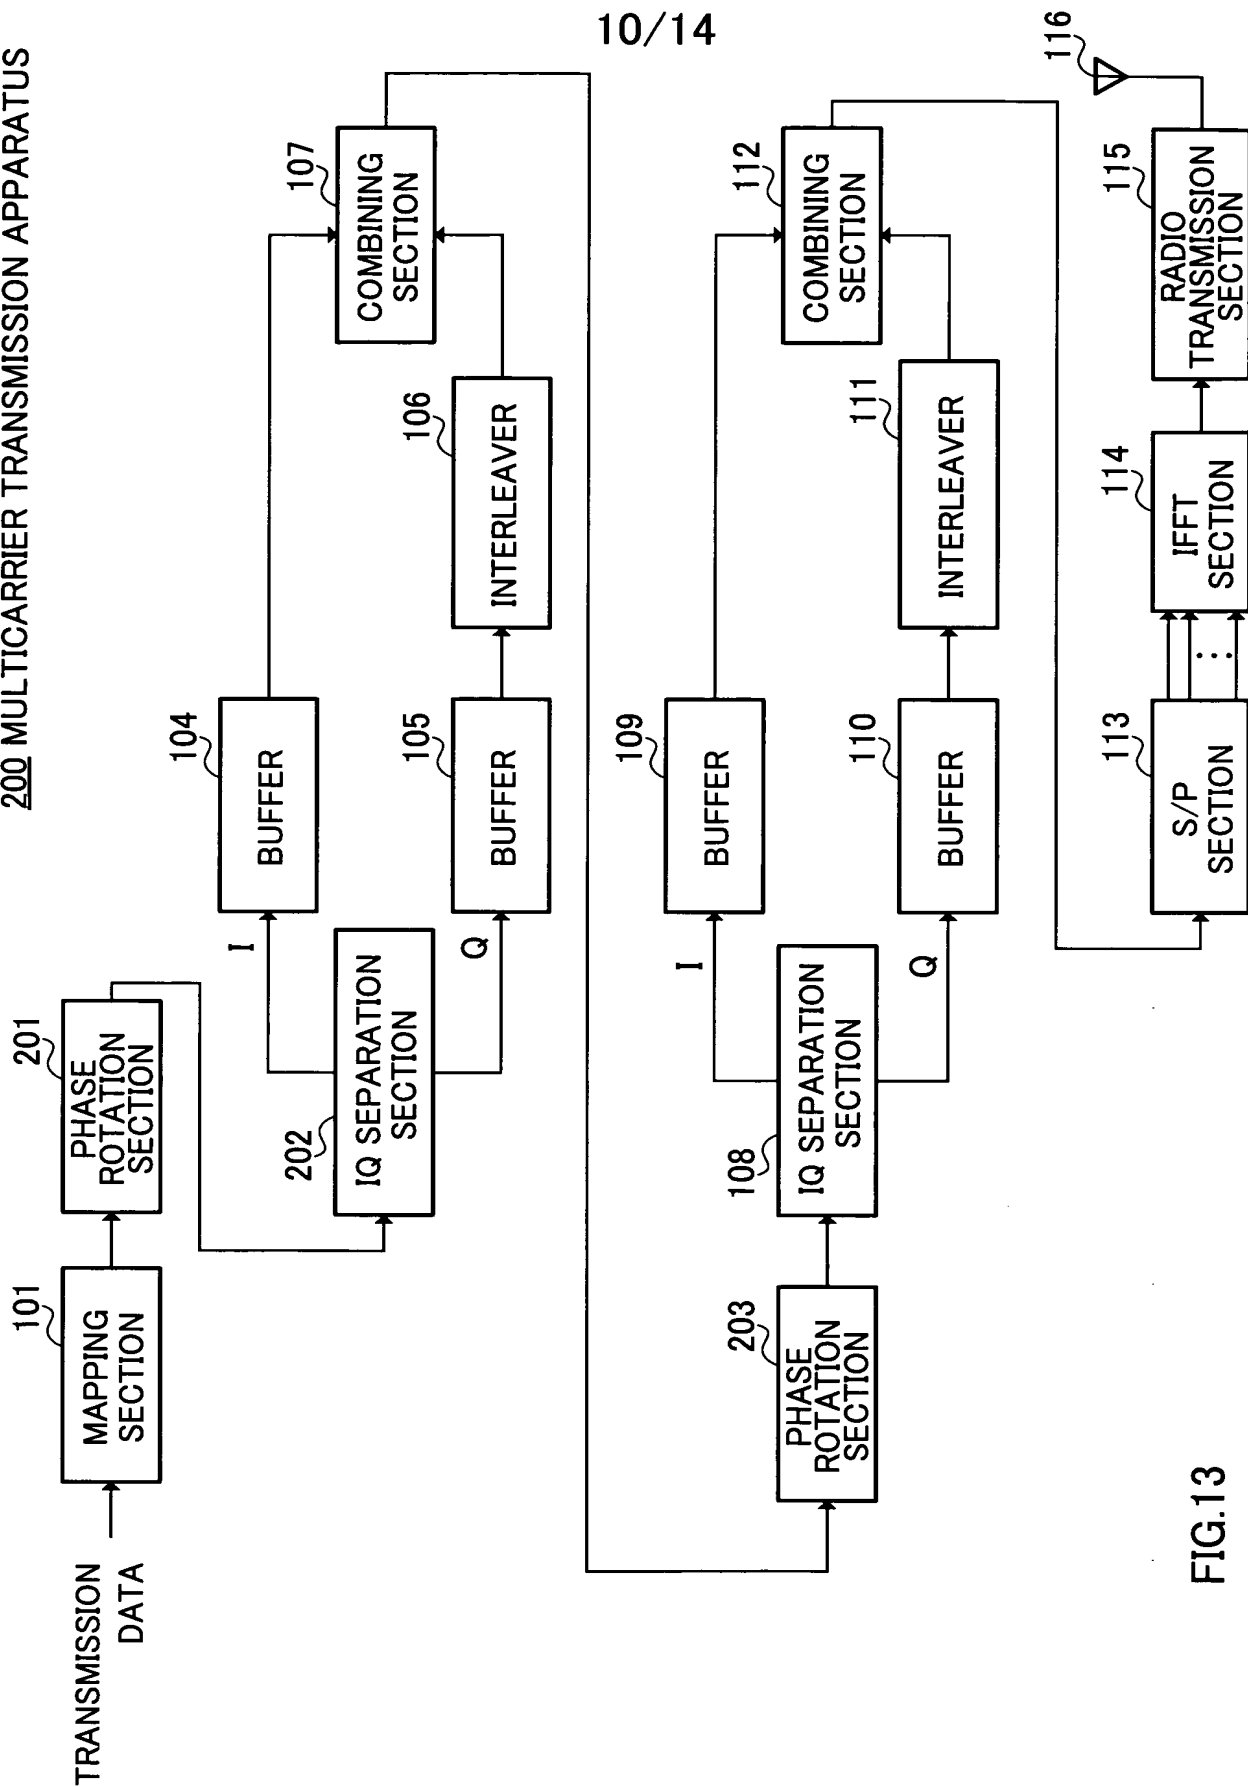 10/14
200 MULTICARRIER TRANSMISSION APPARATUS
TRANSMISSION
DATA
101
MAPPING
SECTION
201
PHASE
ROTATION
SECTION
202
IQ SEPARATION
SECTION
I
Q
104
BUFFER
105
BUFFER
106
INTERLEAVER
107
COMBINING
SECTION
203
PHASE
ROTATION
SECTION
108
IQ SEPARATION
SECTION
I
Q
109
BUFFER
110
BUFFER
111
INTERLEAVER
112
COMBINING
SECTION
113
S/P
SECTION
...
114
IFFT
SECTION
115
RADIO
TRANSMISSION
SECTION
116
FIG.13